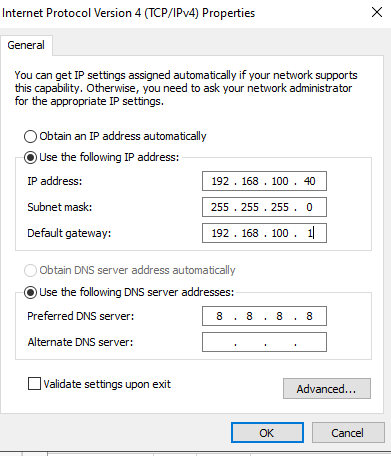 Internet Protocol Version 4 (TCP/IPv4) Properties
General
You can get IP settings assigned automatically if your network supports
this capability. Otherwise, you need to ask your network administrator
for the appropriate IP settings.
Obtain an IP address automatically
Use the following IP address:
IP address: 192 . 168 . 100 . 40
Subnet mask: 255 . 255 . 255 . 0
Default gateway: 192 . 168 . 100 . 1
Obtain DNS server address automatically
Use the following DNS server addresses:
Preferred DNS server: 8 . 8 . 8 . 8
Alternate DNS server: . . .
Validate settings upon exit
Advanced...
OK Cancel